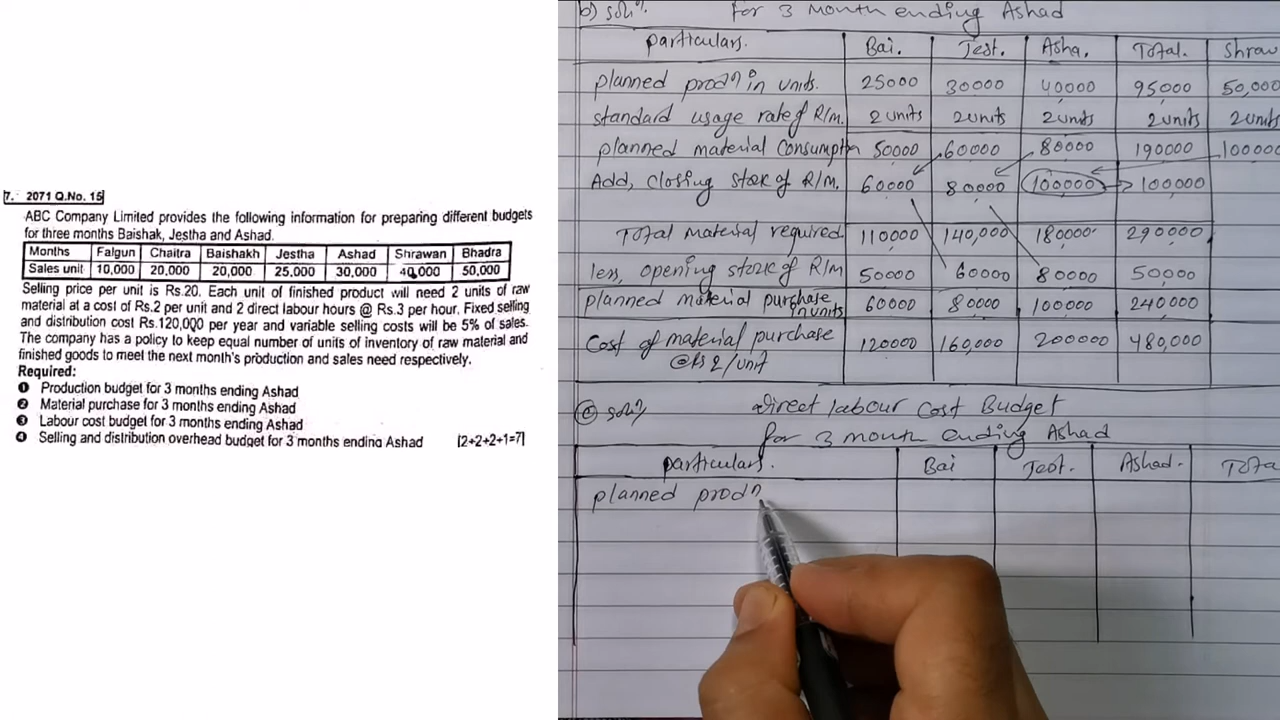 7. 2071 Q.No. 15
ABC Company Limited provides the following information for preparing different budgets
for three months Baishak, Jestha and Ashad.
Months Falgun Chaitra Baishakh Jestha Ashad Shrawan Bhadra
Sales unit 10,000 20,000 20,000 25,000 30,000 40,000 50,000
Selling price per unit is Rs.20. Each unit of finished product will need 2 units of raw
material at a cost of Rs.2 per unit and 2 direct labour hours @ Rs.3 per hour. Fixed selling
and distribution cost Rs.120,000 per year and variable selling costs will be 5% of sales.
The company has a policy to keep equal number of units of inventory of raw material and
finished goods to meet the next month's production and sales need respectively.
Required:
1 Production budget for 3 months ending Ashad
2 Material purchase for 3 months ending Ashad
3 Labour cost budget for 3 months ending Ashad
4 Selling and distribution overhead budget for 3 months ending Ashad [2+2+2+1=7]
b) solⁿ. for 3 Month ending Ashad
particulars. Bai. Jest. Asha. Total. Shraw
planned prodⁿ in units. 25000 30000 40000 95000 50,000
standard usage rate of R/M. 2 units 2 units 2 units 2 units 2 units
planned material Consumptn 50000 60000 80000 190000 100000
Add, closing stock of R/M. 60000 80000 100000 100,000
Total material required 110000 140,000 180000 290000
less, opening stock of R/M 50000 60000 80000 50,000
planned material purchase in units 60000 80000 100000 240,000
Cost of material purchase 120000 160,000 200000 480,000
@Rs 2/unit
(c) solⁿ Direct labour Cost Budget
for 3 month ending Ashad
particulars. Bai Jest. Ashad. Tota
planned prodⁿ